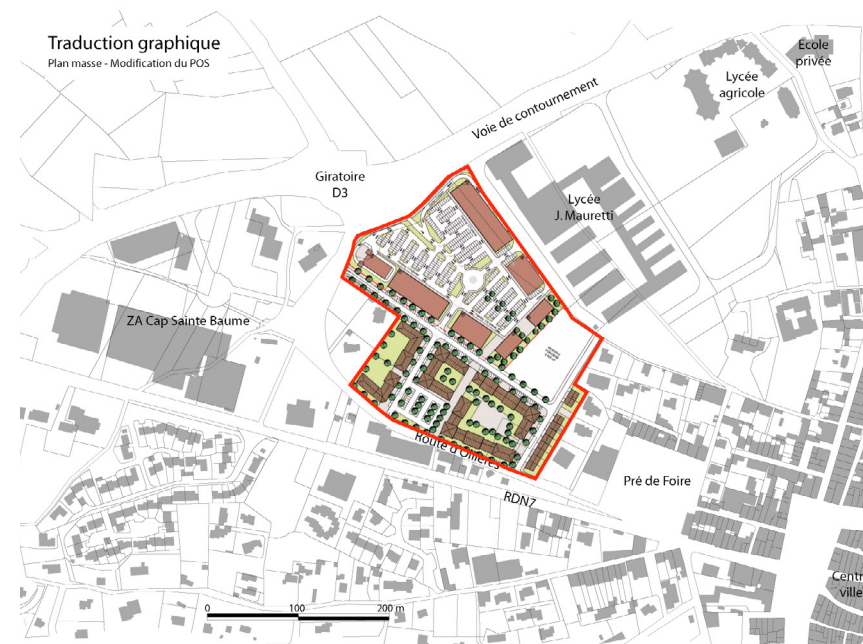 Traduction graphique
Plan masse - Modification du POS
Ecole
privée
Lycée
agricole
Voie de contournement
Giratoire
D3
Lycée
J. Mauretti
ZA Cap Sainte Baume
Route d'Ollières
Pré de Foire
RDN7
Centr
ville
0
100
200 m